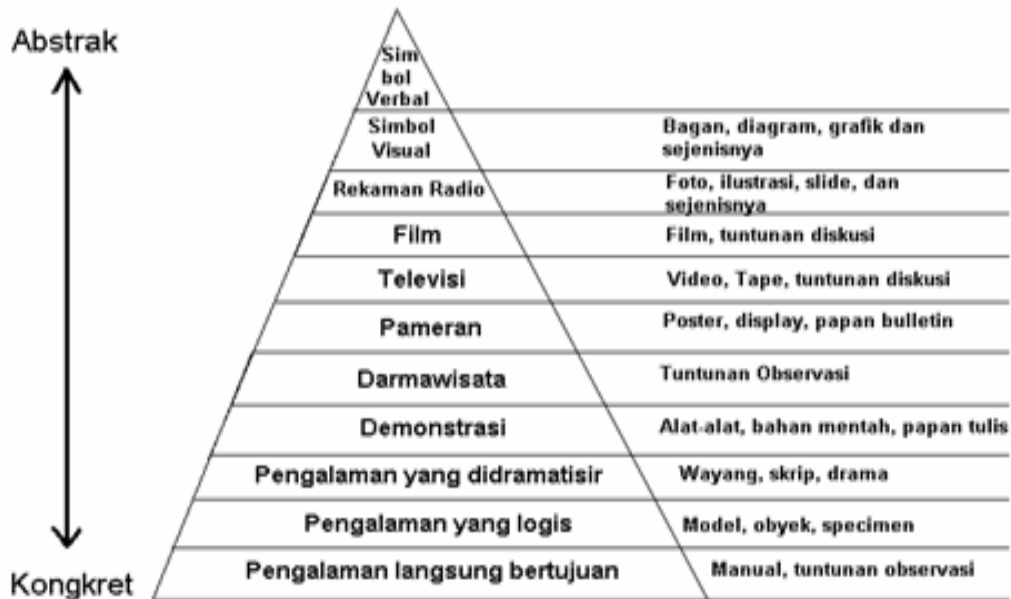 Abstrak
Sim
bol
Verbal
Simbol
Visual
Bagan, diagram, grafik dan
sejenisnya
Rekaman Radio
Foto, ilustrasi, slide, dan
sejenisnya
Film
Film, tuntunan diskusi
Televisi
Video, Tape, tuntunan diskusi
Pameran
Poster, display, papan bulletin
Darmawisata
Tuntunan Observasi
Demonstrasi
Alat-alat, bahan mentah, papan tulis
Pengalaman yang didramatisir
Wayang, skrip, drama
Pengalaman yang logis
Model, obyek, specimen
Pengalaman langsung bertujuan
Manual, tuntunan observasi
Kongkret